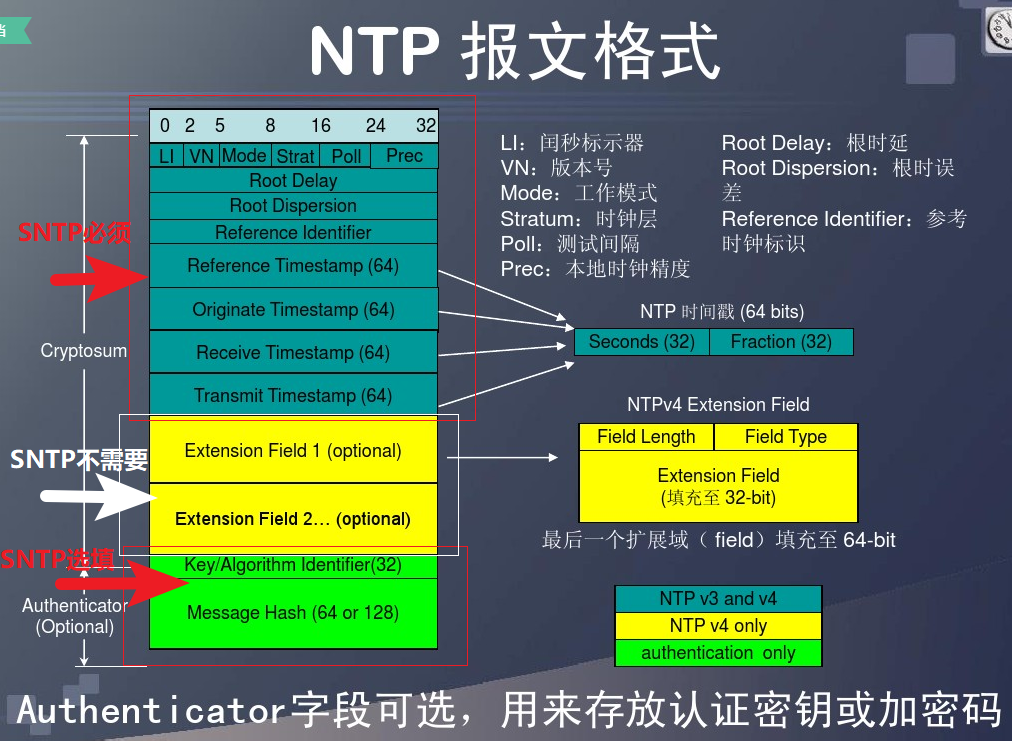 档
NTP 报文格式
0 2 5 8 16 24 32
LI VN Mode Strat Poll Prec
Root Delay
Root Dispersion
Reference Identifier
Reference Timestamp (64)
Originate Timestamp (64)
Receive Timestamp (64)
Transmit Timestamp (64)
Extension Field 1 (optional)
Extension Field 2… (optional)
Key/Algorithm Identifier(32)
Message Hash (64 or 128)
SNTP必须
Cryptosum
SNTP不需要
SNTP选填
Authenticator
(Optional)
LI：闰秒标示器
VN：版本号
Mode：工作模式
Stratum：时钟层
Poll：测试间隔
Prec：本地时钟精度
Root Delay：根时延
Root Dispersion：根时误
差
Reference Identifier：参考
时钟标识
NTP 时间戳 (64 bits)
Seconds (32) Fraction (32)
NTPv4 Extension Field
Field Length Field Type
Extension Field
(填充至 32-bit)
最后一个扩展域（ field）填充至 64-bit
NTP v3 and v4
NTP v4 only
authentication only
Authenticator字段可选，用来存放认证密钥或加密码